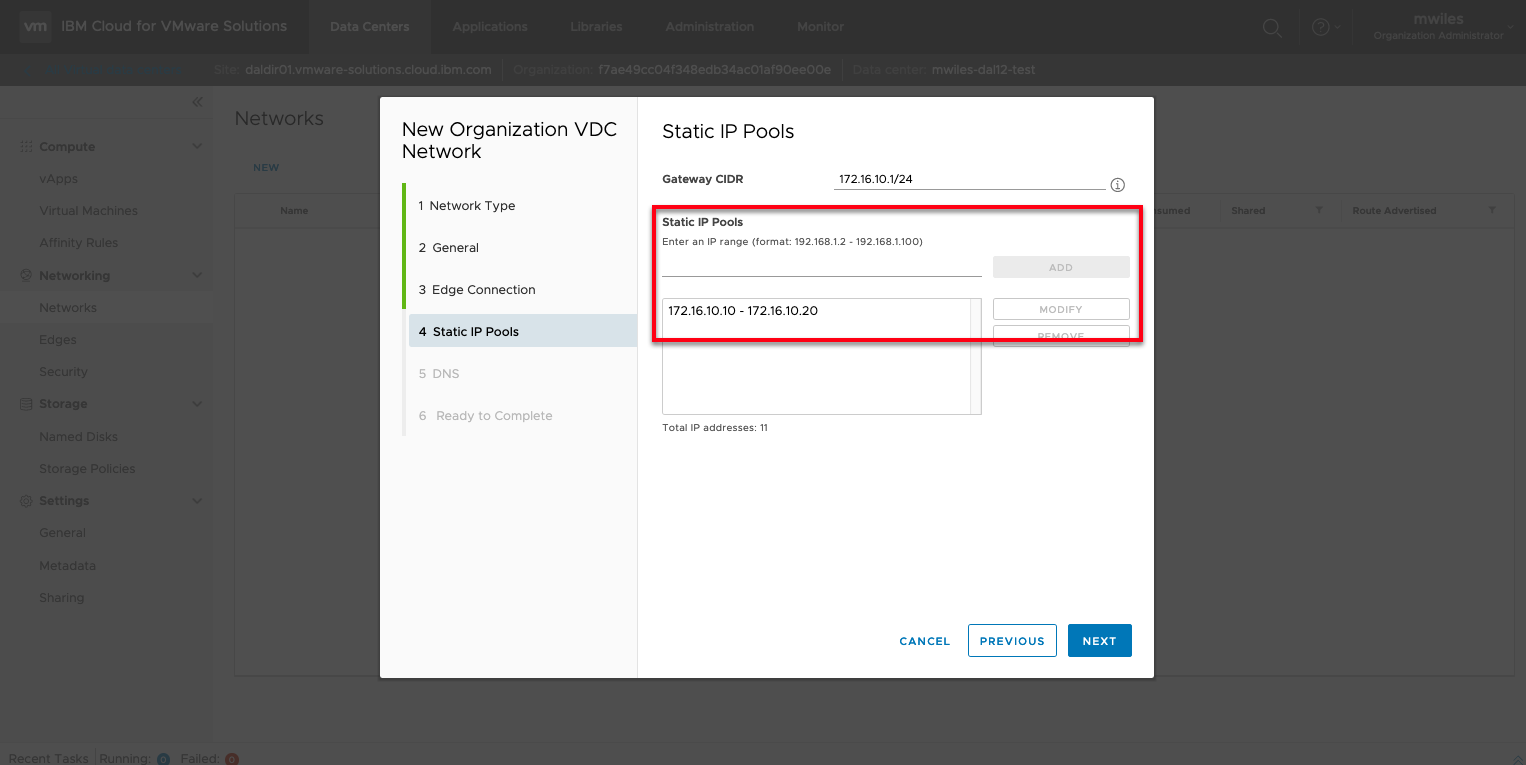 vm IBM Cloud for VMware Solutions Data Centers Applications Libraries Administration Monitor mwiles
Organization Administrator
Site: daldir01.vmware-solutions.cloud.ibm.com Organization: f7ae49cc04f348edb34ac01af90ee00e Data center: mwiles-dal12-test
Compute
vApps
Virtual Machines
Affinity Rules
Networking
Networks
Edges
Security
Storage
Named Disks
Storage Policies
Settings
General
Metadata
Sharing
Networks
NEW
Name sumed Shared Route Advertised
New Organization VDC
Network
1 Network Type
2 General
3 Edge Connection
4 Static IP Pools
5 DNS
6 Ready to Complete
Static IP Pools
Gateway CIDR 172.16.10.1/24
Static IP Pools
Enter an IP range (format: 192.168.1.2 - 192.168.1.100)
ADD
172.16.10.10 - 172.16.10.20
MODIFY
REMOVE
Total IP addresses: 11
CANCEL PREVIOUS NEXT
Recent Tasks Running: 0 Failed: 0